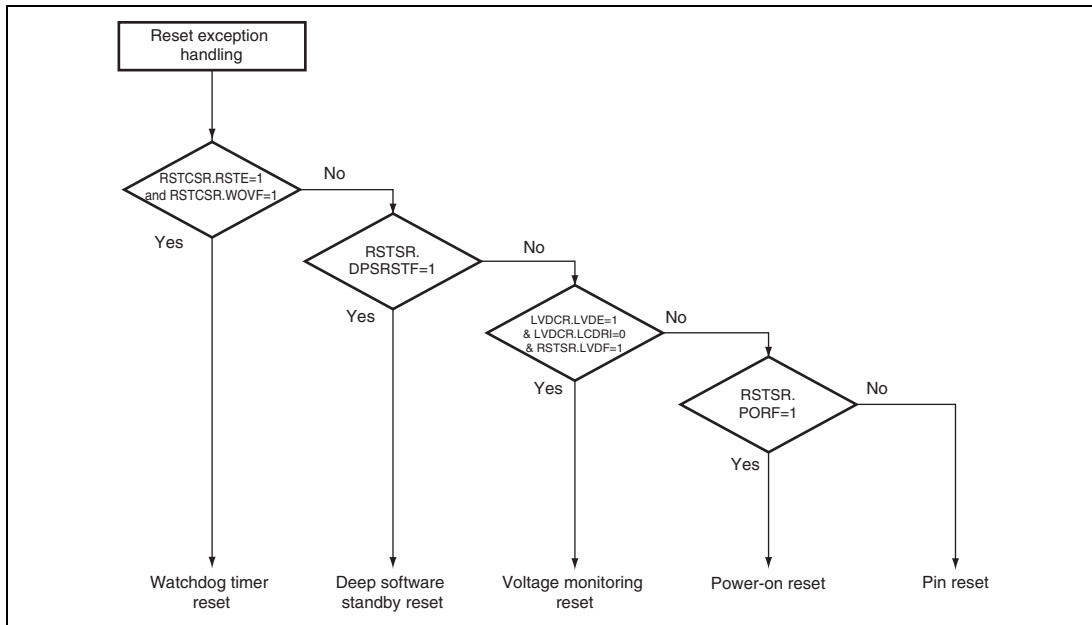 Reset exception
handling
RSTCSR.RSTE=1
and RSTCSR.WOVF=1
No
Yes
RSTSR.
DPSRSTF=1
No
Yes
LVDCR.LVDE=1
& LVDCR.LCDRI=0
& RSTSR.LVDF=1
No
Yes
RSTSR.
PORF=1
No
Yes
Watchdog timer
reset
Deep software
standby reset
Voltage monitoring
reset
Power-on reset
Pin reset